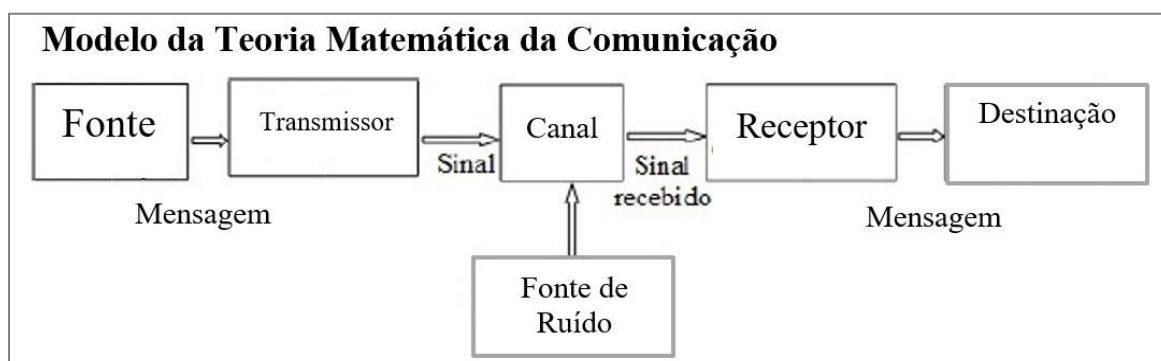 Modelo da Teoria Matemática da Comunicação
Fonte
Transmissor
Canal
Receptor
Destinação
Sinal
Sinal
recebido
Mensagem
Mensagem
Fonte de
Ruído